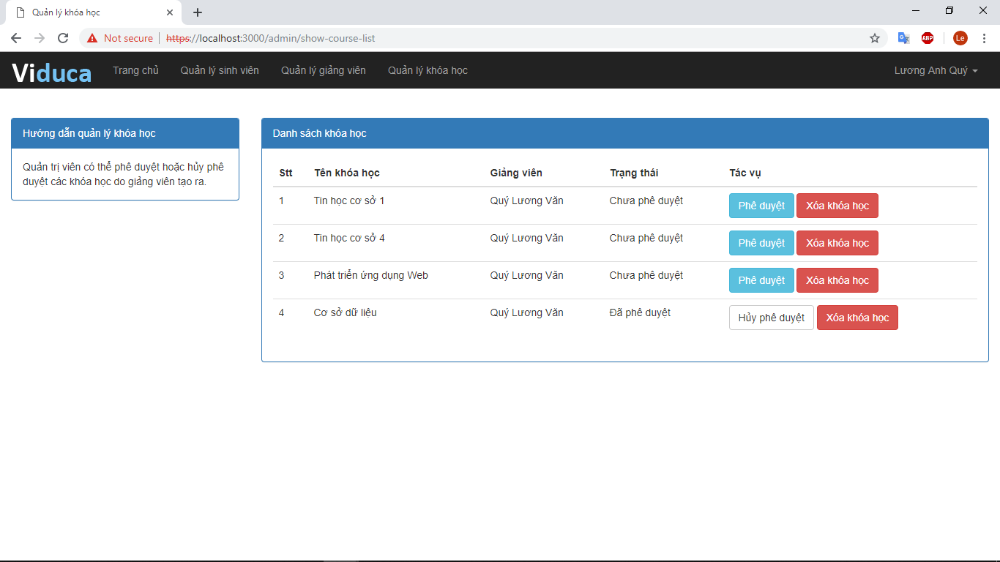 Quản lý khóa học
Not secure https://localhost:3000/admin/show-course-list ABP Le
Viduca Trang chủ Quản lý sinh viên Quản lý giảng viên Quản lý khóa học Lương Anh Quý
Hướng dẫn quản lý khóa học
Quản trị viên có thể phê duyệt hoặc hủy phê
duyệt các khóa học do giảng viên tạo ra.
Danh sách khóa học
Stt Tên khóa học Giảng viên Trạng thái Tác vụ
1 Tin học cơ sở 1 Quý Lương Văn Chưa phê duyệt Phê duyệt Xóa khóa học
2 Tin học cơ sở 4 Quý Lương Văn Chưa phê duyệt Phê duyệt Xóa khóa học
3 Phát triển ứng dụng Web Quý Lương Văn Chưa phê duyệt Phê duyệt Xóa khóa học
4 Cơ sở dữ liệu Quý Lương Văn Đã phê duyệt Hủy phê duyệt Xóa khóa học